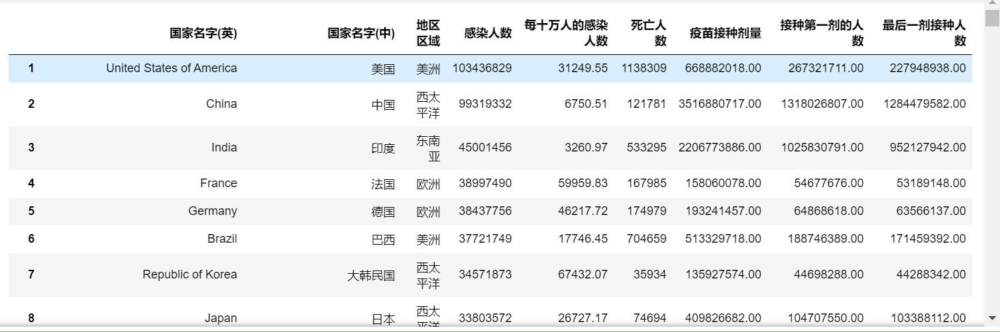 国家名字(英) 国家名字(中) 地区区域 感染人数 每十万人的感染人数 死亡人数 疫苗接种剂量 接种第一剂的人数 最后一剂接种人数
1 United States of America 美国 美洲 103436829 31249.55 1138309 668882018.00 267321711.00 227948938.00
2 China 中国 西太平洋 99319332 6750.51 121781 3516880717.00 1318026807.00 1284479582.00
3 India 印度 东南亚 45001456 3260.97 533295 2206773886.00 1025830791.00 952127942.00
4 France 法国 欧洲 38997490 59959.83 167985 158060078.00 54677676.00 53189148.00
5 Germany 德国 欧洲 38437756 46217.72 174979 193241457.00 64868618.00 63566137.00
6 Brazil 巴西 美洲 37721749 17746.45 704659 513329718.00 188746389.00 171459392.00
7 Republic of Korea 大韩民国 西太平洋 34571873 67432.07 35934 135927574.00 44698288.00 44288342.00
8 Japan 日本 西太平洋 33803572 26727.17 74694 409826682.00 104707550.00 103388112.00